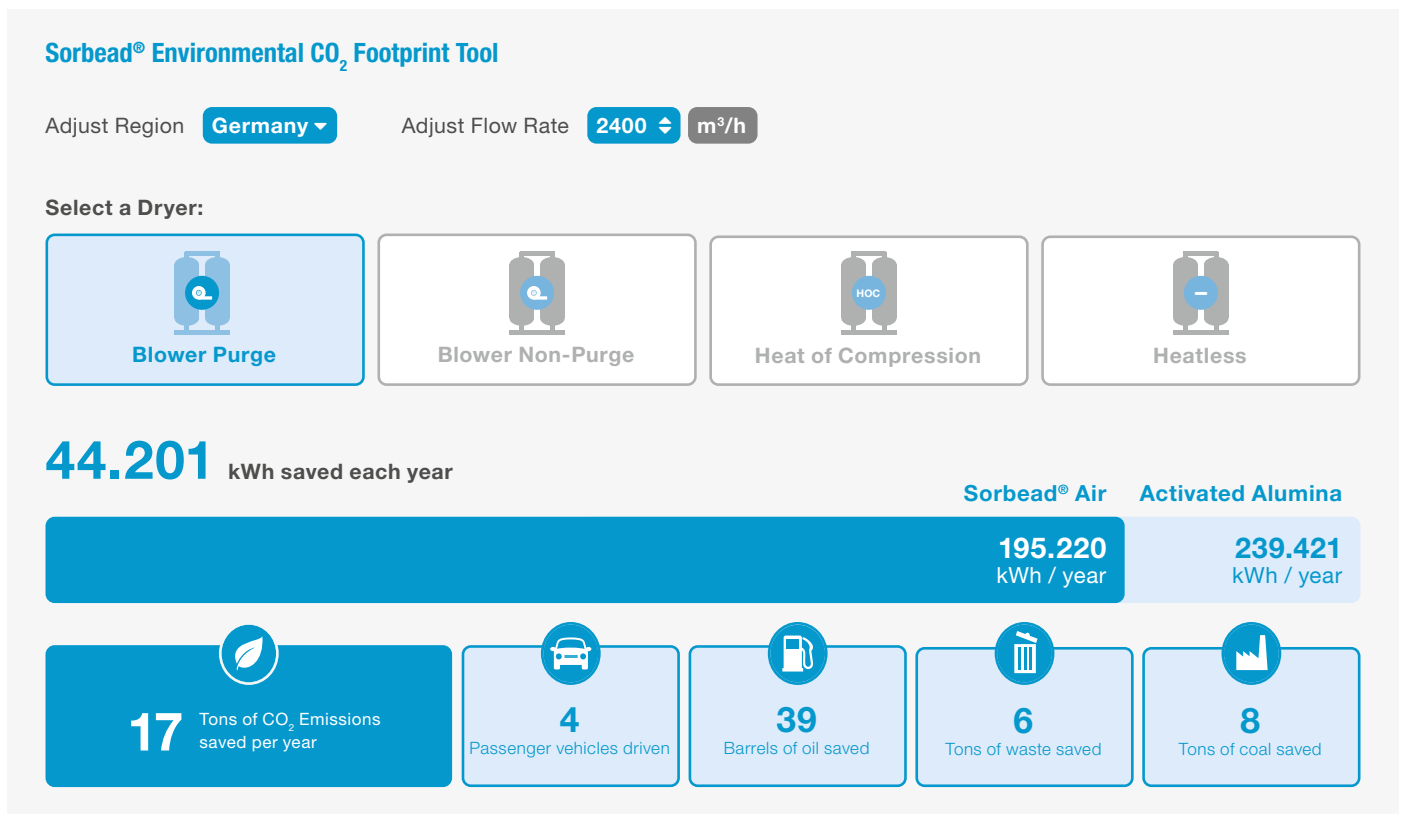 Sorbead® Environmental CO₂ Footprint Tool
Adjust Region Germany Adjust Flow Rate 2400 m³/h
Select a Dryer:
HOC
Blower Purge Blower Non-Purge Heat of Compression Heatless
44.201 kWh saved each year
Sorbead® Air Activated Alumina
195.220 239.421
kWh / year kWh / year
17 Tons of CO₂ Emissions
saved per year
4
Passenger vehicles driven
39
Barrels of oil saved
6
Tons of waste saved
8
Tons of coal saved